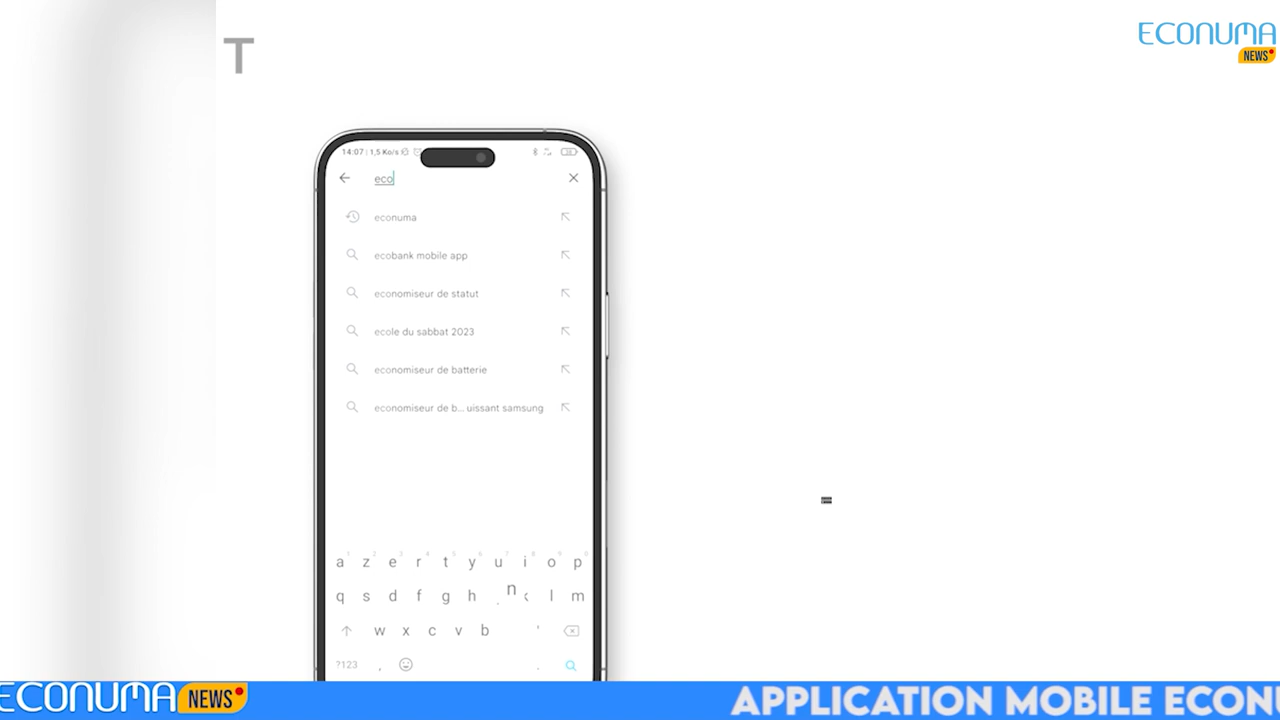 T
ECONUMA
NEWS
14:07 | 1,5 Ko/s
eco
econuma
ecobank mobile app
economiseur de statut
ecole du sabbat 2023
economiseur de batterie
economiseur de b... uissant samsung
a z e r t y u i o p
q s d f g h n k l m
w x c v b '
?123 , .
ECONUMA NEWS APPLICATION MOBILE ECONU